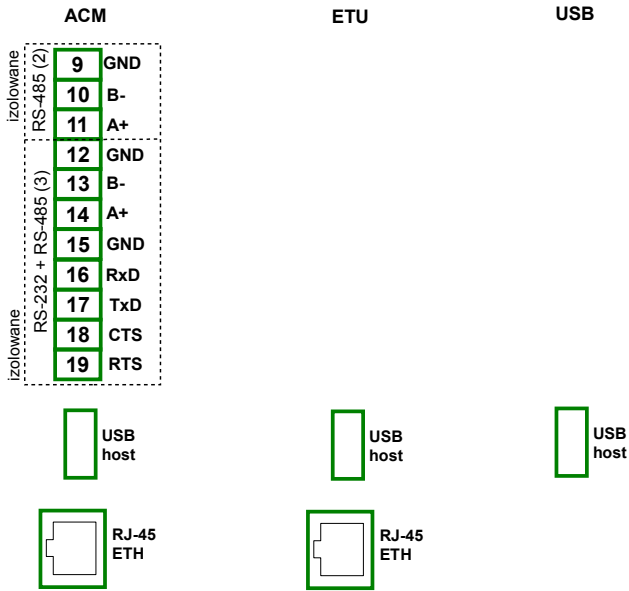 ACM ETU USB
izolowane
RS-485 (2)
9 GND
10 B-
11 A+
izolowane
RS-232 + RS-485 (3)
12 GND
13 B-
14 A+
15 GND
16 RxD
17 TxD
18 CTS
19 RTS
USB
host
USB
host
USB
host
RJ-45
ETH
RJ-45
ETH